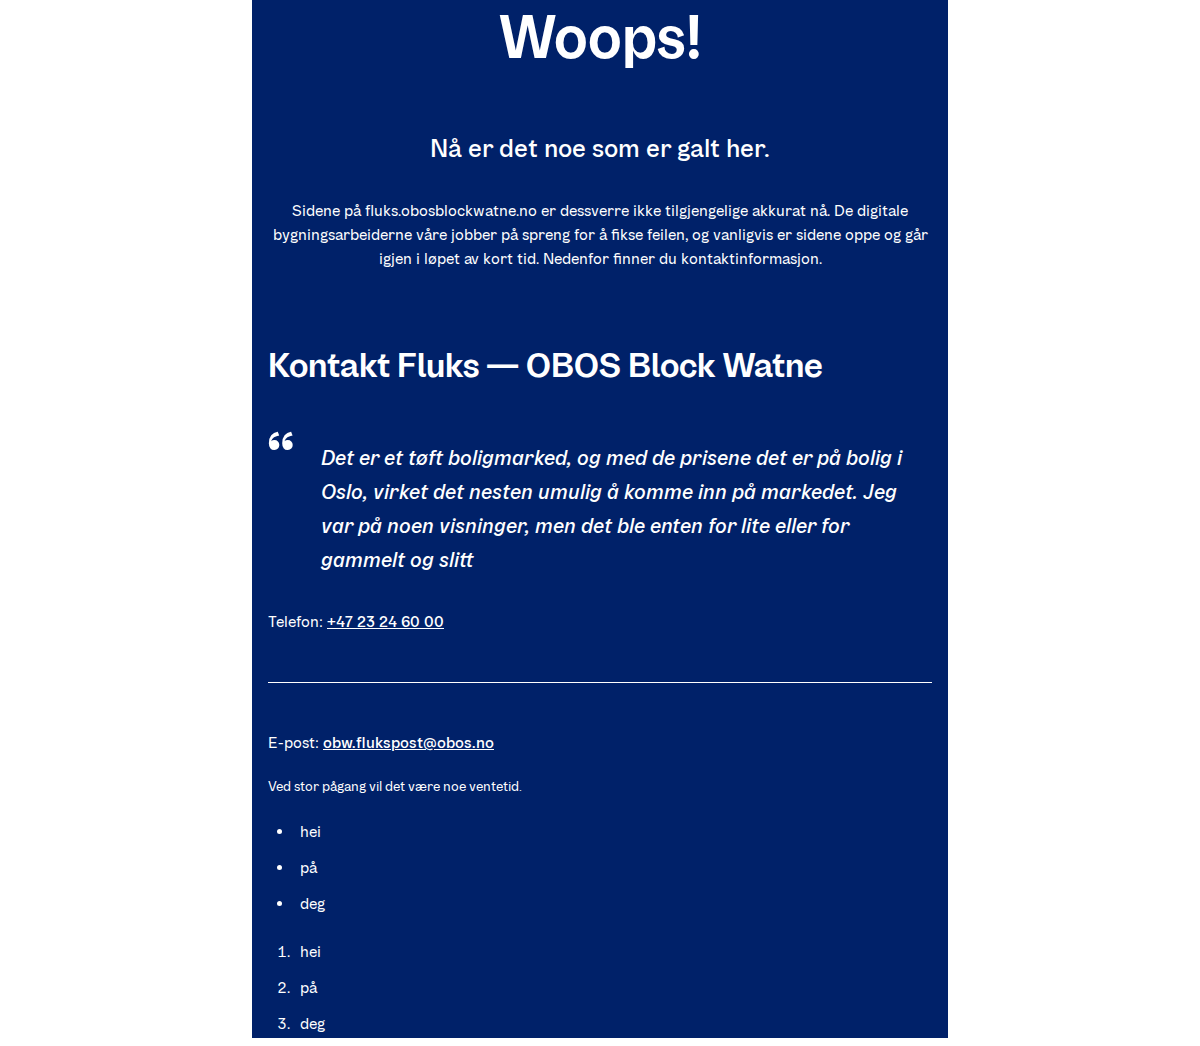 Woops!
Nå er det noe som er galt her.
Sidene på fluks.obosblockwatne.no er dessverre ikke tilgjengelige akkurat nå. De digitale
bygningsarbeiderne våre jobber på spreng for å fikse feilen, og vanligvis er sidene oppe og går
igjen i løpet av kort tid. Nedenfor finner du kontaktinformasjon.
Kontakt Fluks — OBOS Block Watne
“
Det er et tøft boligmarked, og med de prisene det er på bolig i
Oslo, virket det nesten umulig å komme inn på markedet. Jeg
var på noen visninger, men det ble enten for lite eller for
gammelt og slitt
Telefon: +47 23 24 60 00
E-post: obw.flukspost@obos.no
Ved stor pågang vil det være noe ventetid.
• hei
• på
• deg
1. hei
2. på
3. deg